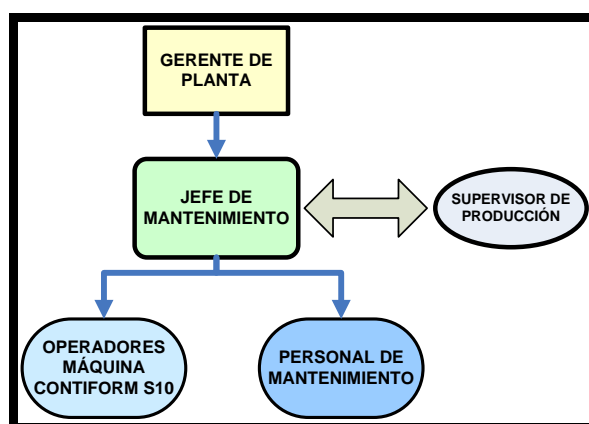 GERENTE DE
PLANTA
JEFE DE
MANTENIMIENTO
SUPERVISOR DE
PRODUCCIÓN
OPERADORES
MÁQUINA
CONTIFORM S10
PERSONAL DE
MANTENIMIENTO